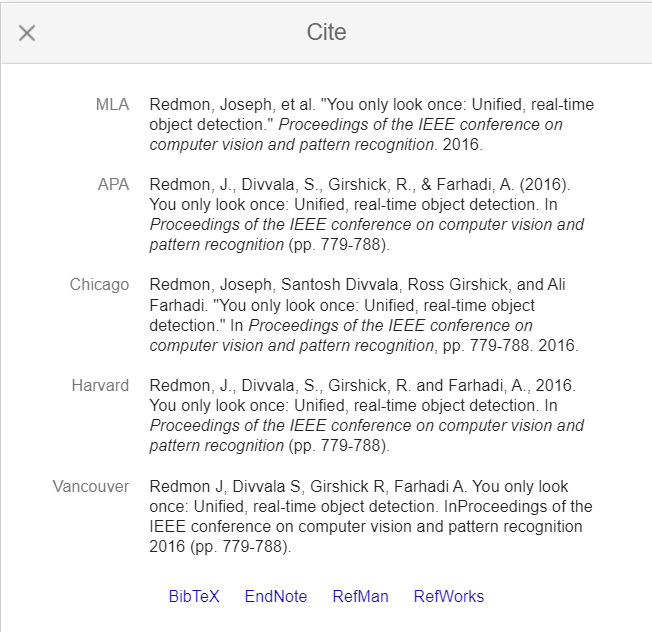 Cite
MLA Redmon, Joseph, et al. "You only look once: Unified, real-time
object detection." Proceedings of the IEEE conference on
computer vision and pattern recognition. 2016.
APA Redmon, J., Divvala, S., Girshick, R., & Farhadi, A. (2016).
You only look once: Unified, real-time object detection. In
Proceedings of the IEEE conference on computer vision and
pattern recognition (pp. 779-788).
Chicago Redmon, Joseph, Santosh Divvala, Ross Girshick, and Ali
Farhadi. "You only look once: Unified, real-time object
detection." In Proceedings of the IEEE conference on
computer vision and pattern recognition, pp. 779-788. 2016.
Harvard Redmon, J., Divvala, S., Girshick, R. and Farhadi, A., 2016.
You only look once: Unified, real-time object detection. In
Proceedings of the IEEE conference on computer vision and
pattern recognition (pp. 779-788).
Vancouver Redmon J, Divvala S, Girshick R, Farhadi A. You only look
once: Unified, real-time object detection. InProceedings of the
IEEE conference on computer vision and pattern recognition
2016 (pp. 779-788).
BibTeX EndNote RefMan RefWorks